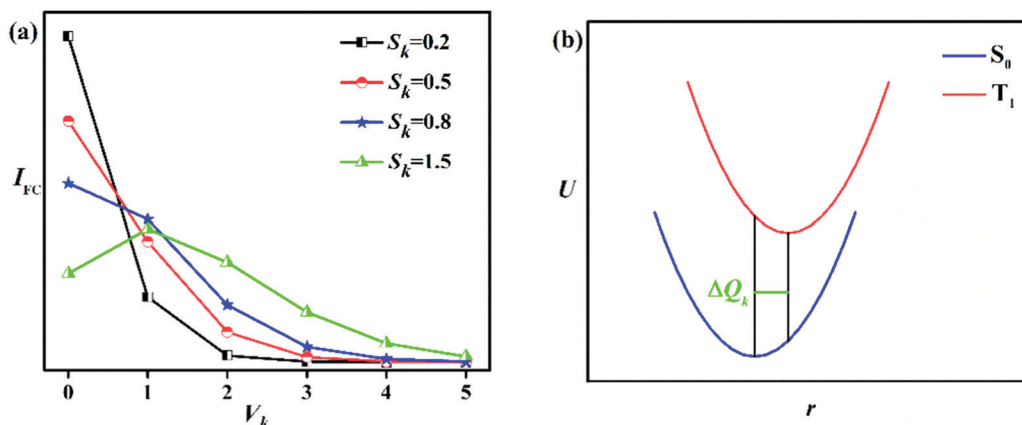 (a)
S_k=0.2
S_k=0.5
S_k=0.8
S_k=1.5
I_FC
0 1 2 3 4 5
V_k
(b)
S_0
T_1
U
ΔQ_k
r